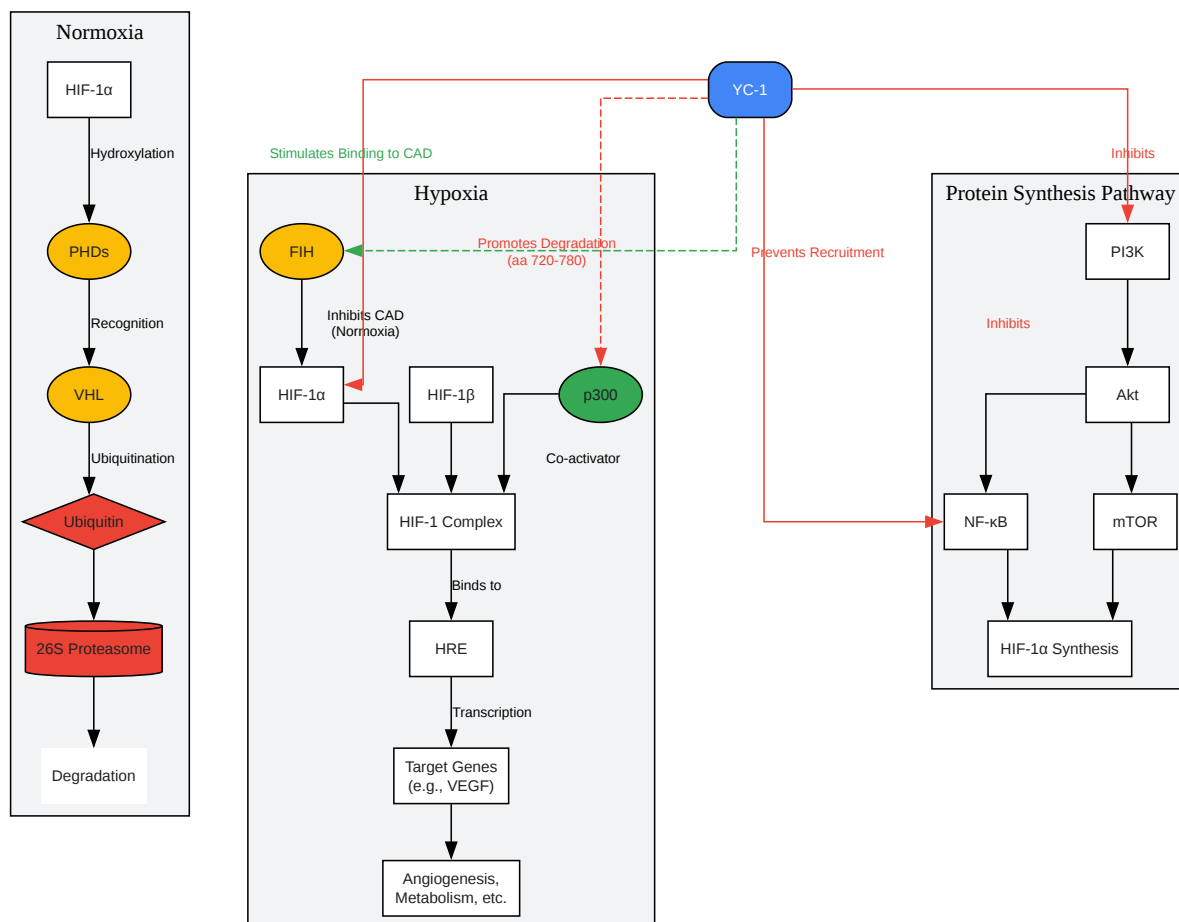 Normoxia
HIF-1α
Hydroxylation
PHDs
Recognition
VHL
Ubiquitination
Ubiquitin
26S Proteasome
Degradation
YC-1
Stimulates Binding to CAD
Inhibits
Hypoxia
FIH
Promotes Degradation
(aa 720-780)
Prevents Recruitment
Inhibits CAD
(Normoxia)
HIF-1α
HIF-1β
p300
Co-activator
HIF-1 Complex
Binds to
HRE
Transcription
Target Genes
(e.g., VEGF)
Angiogenesis,
Metabolism, etc.
Protein Synthesis Pathway
PI3K
Inhibits
Akt
NF-κB
mTOR
HIF-1α Synthesis